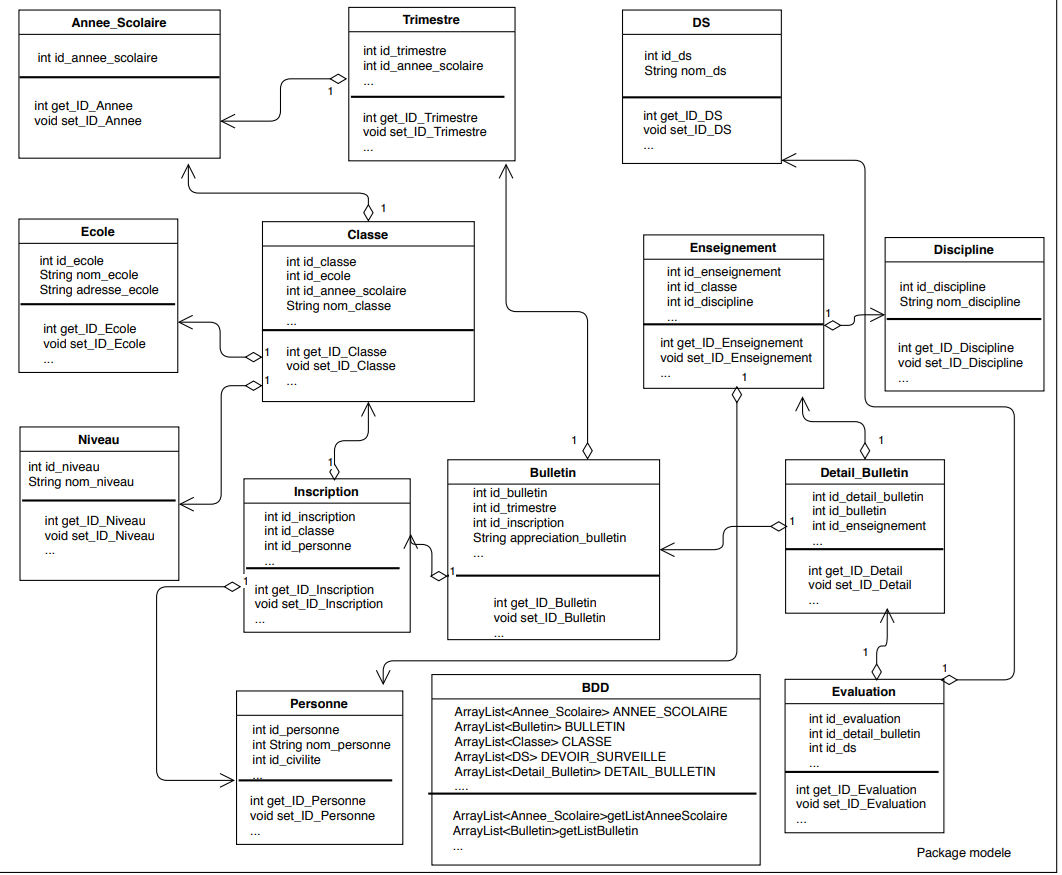 Annee_Scolaire
int id_annee_scolaire
int get_ID_Annee
void set_ID_Annee
Trimestre
int id_trimestre
int id_annee_scolaire
...
int get_ID_Trimestre
void set_ID_Trimestre
...
1
DS
int id_ds
String nom_ds
int get_ID_DS
void set_ID_DS
...
1
Ecole
int id_ecole
String nom_ecole
String adresse_ecole
int get_ID_Ecole
void set_ID_Ecole
...
Classe
int id_classe
int id_ecole
int id_annee_scolaire
String nom_classe
...
int get_ID_Classe
void set_ID_Classe
...
1
1
Enseignement
int id_enseignement
int id_classe
int id_discipline
...
int get_ID_Enseignement
void set_ID_Enseignement
...
1
1
Discipline
int id_discipline
String nom_discipline
int get_ID_Discipline
void set_ID_Discipline
...
Niveau
int id_niveau
String nom_niveau
int get_ID_Niveau
void set_ID_Niveau
...
1
Inscription
int id_inscription
int id_classe
int id_personne
...
int get_ID_Inscription
void set_ID_Inscription
...
1
1
Bulletin
int id_bulletin
int id_trimestre
int id_inscription
String appreciation_bulletin
...
int get_ID_Bulletin
void set_ID_Bulletin
...
1
1
Detail_Bulletin
int id_detail_bulletin
int id_bulletin
int id_enseignement
...
int get_ID_Detail
void set_ID_Detail
...
1
1
Personne
int id_personne
int String nom_personne
int id_civilite
...
int get_ID_Personne
void set_ID_Personne
...
BDD
ArrayList<Annee_Scolaire> ANNEE_SCOLAIRE
ArrayList<Bulletin> BULLETIN
ArrayList<Classe> CLASSE
ArrayList<DS> DEVOIR_SURVEILLE
ArrayList<Detail_Bulletin> DETAIL_BULLETIN
....
ArrayList<Annee_Scolaire>getListAnneeScolaire
ArrayList<Bulletin>getListBulletin
...
1
1
Evaluation
int id_evaluation
int id_detail_bulletin
int id_ds
...
int get_ID_Evaluation
void set_ID_Evaluation
...
Package modele